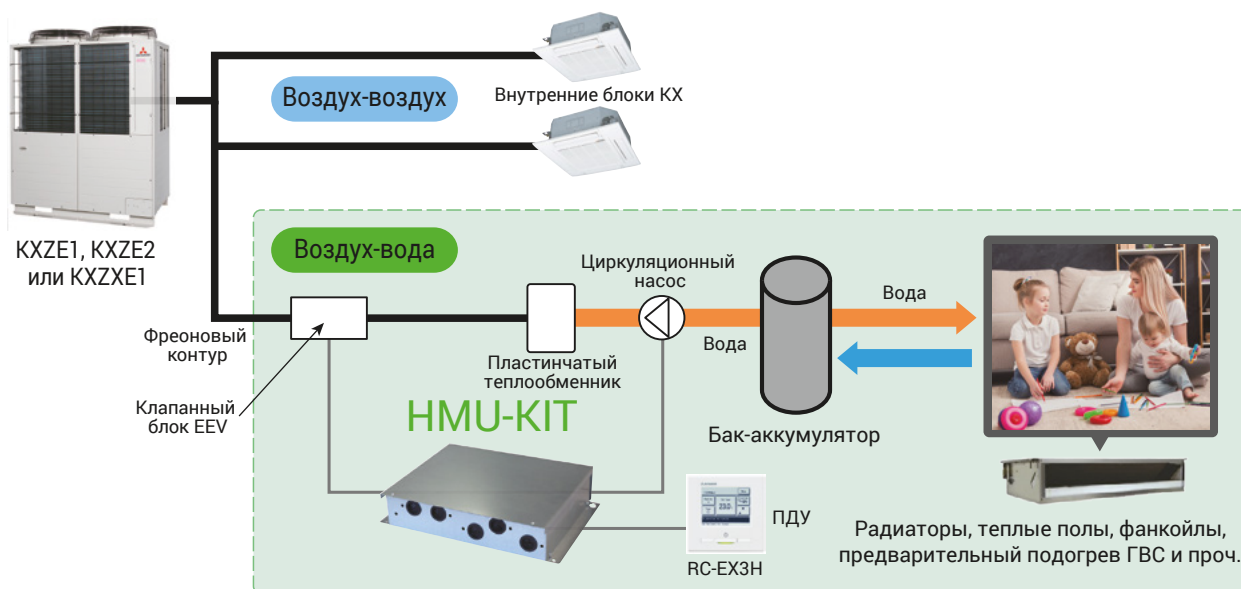 Воздух-воздух
Внутренние блоки КХ
KXZE1, KXZE2
или KXZXE1
Воздух-вода
Циркуляционный
насос
Вода
Фреоновый
контур
Вода
Пластинчатый
теплообменник
Клапанный
блок EEV
HMU-KIT
Бак-аккумулятор
ПДУ
RC-EX3H
Радиаторы, теплые полы, фанкойлы,
предварительный подогрев ГВС и проч.